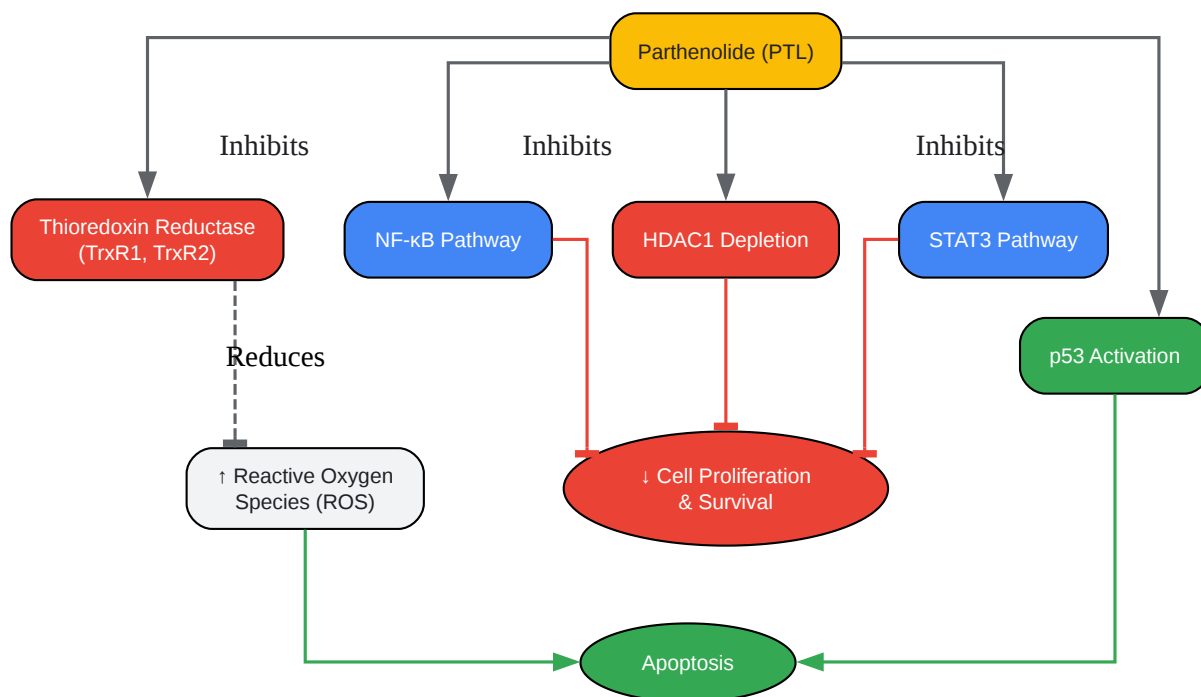 Parthenolide (PTL)
Inhibits
Inhibits
Inhibits
Thioredoxin Reductase
(TrxR1, TrxR2)
NF-κB Pathway
HDAC1 Depletion
STAT3 Pathway
p53 Activation
Reduces
↑ Reactive Oxygen
Species (ROS)
↓ Cell Proliferation
& Survival
Apoptosis